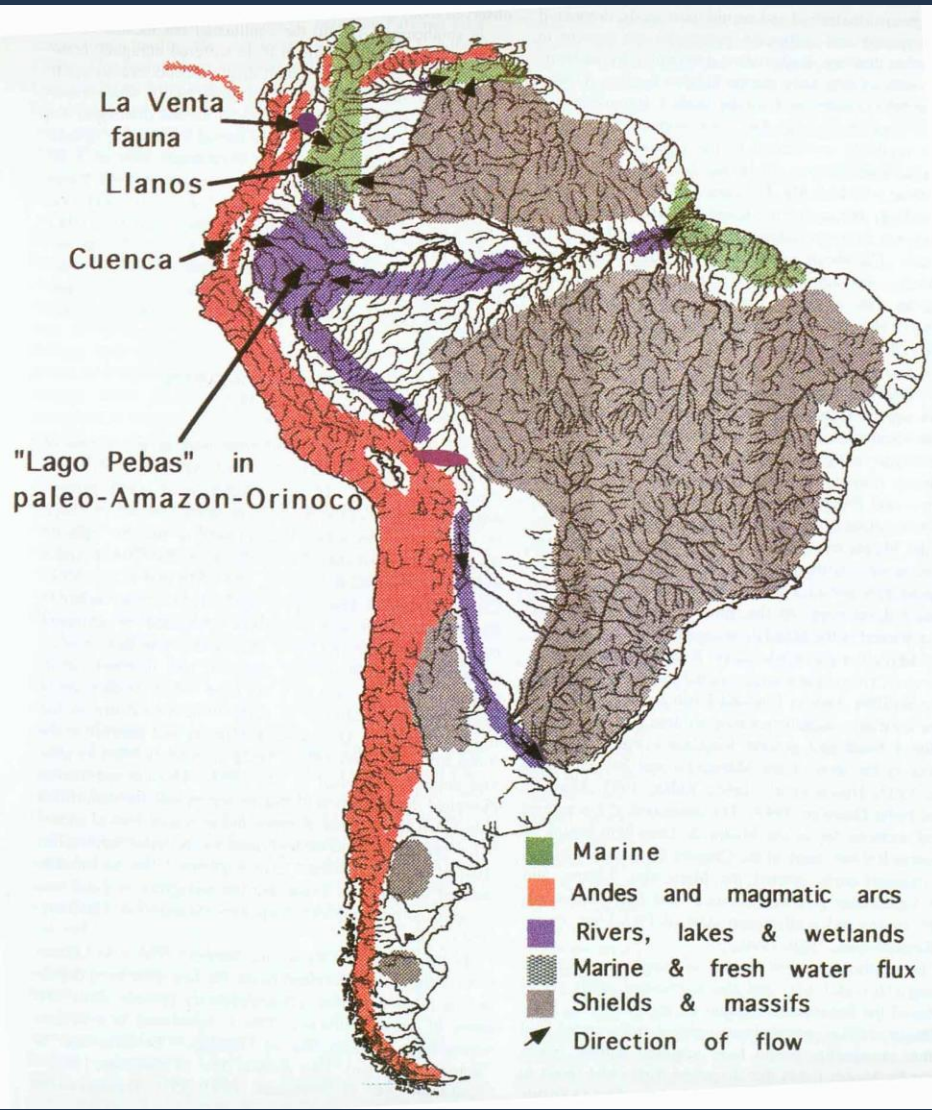 La Venta
fauna
Llanos
Cuenca
"Lago Pebas" in
paleo-Amazon-Orinoco
Marine
Andes and magmatic arcs
Rivers, lakes & wetlands
Marine & fresh water flux
Shields & massifs
Direction of flow